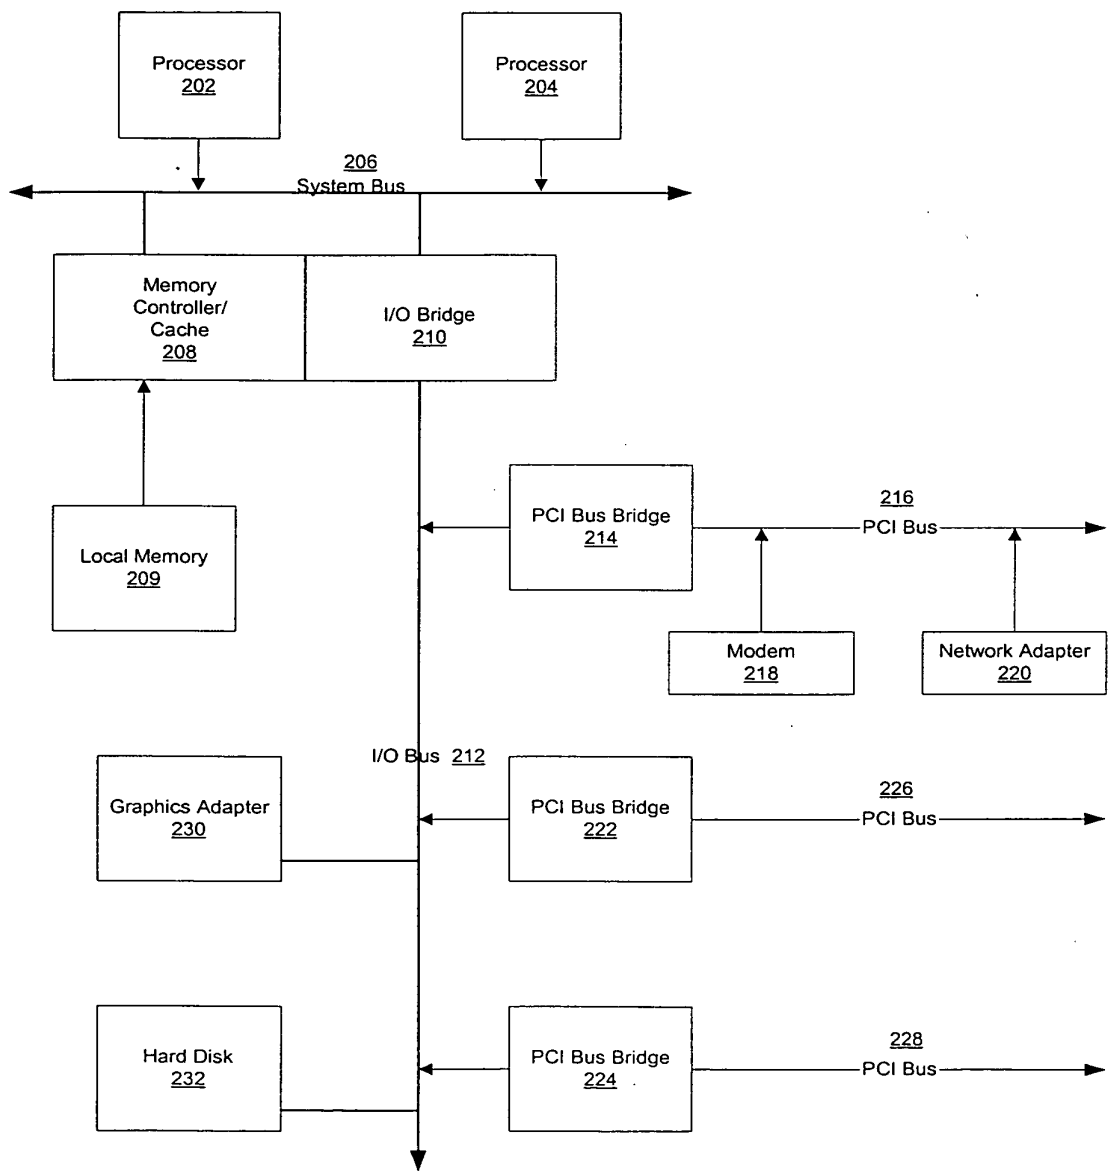 Processor
202
Processor
204
206
System Bus
Memory
Controller/
Cache
208
I/O Bridge
210
PCI Bus Bridge
214
216
PCI Bus
Local Memory
209
Modem
218
Network Adapter
220
I/O Bus 212
Graphics Adapter
230
PCI Bus Bridge
222
226
PCI Bus
Hard Disk
232
PCI Bus Bridge
224
228
PCI Bus